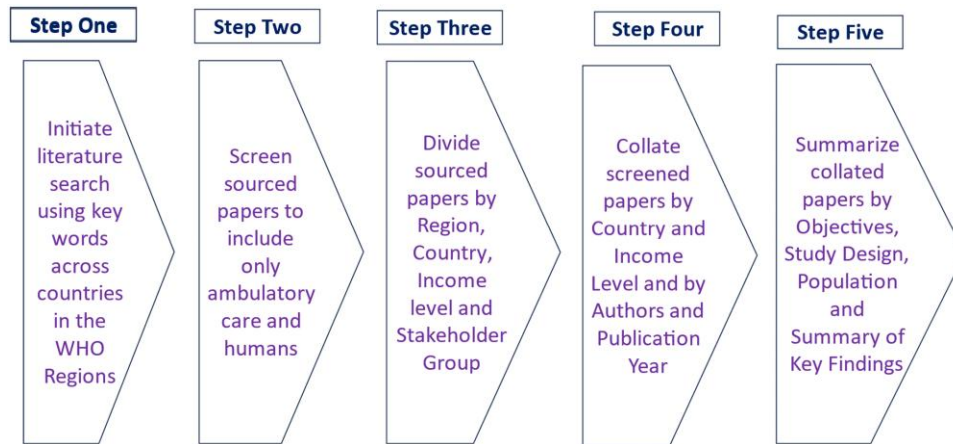 Step One
Initiate
literature
search
using key
words
across
countries
in the
WHO
Regions
Step Two
Screen
sourced
papers to
include
only
ambulatory
care and
humans
Step Three
Divide
sourced
papers by
Region,
Country,
Income
level and
Stakeholder
Group
Step Four
Collate
screened
papers by
Country and
Income
Level and by
Authors and
Publication
Year
Step Five
Summarize
collated
papers by
Objectives,
Study Design,
Population
and
Summary of
Key Findings